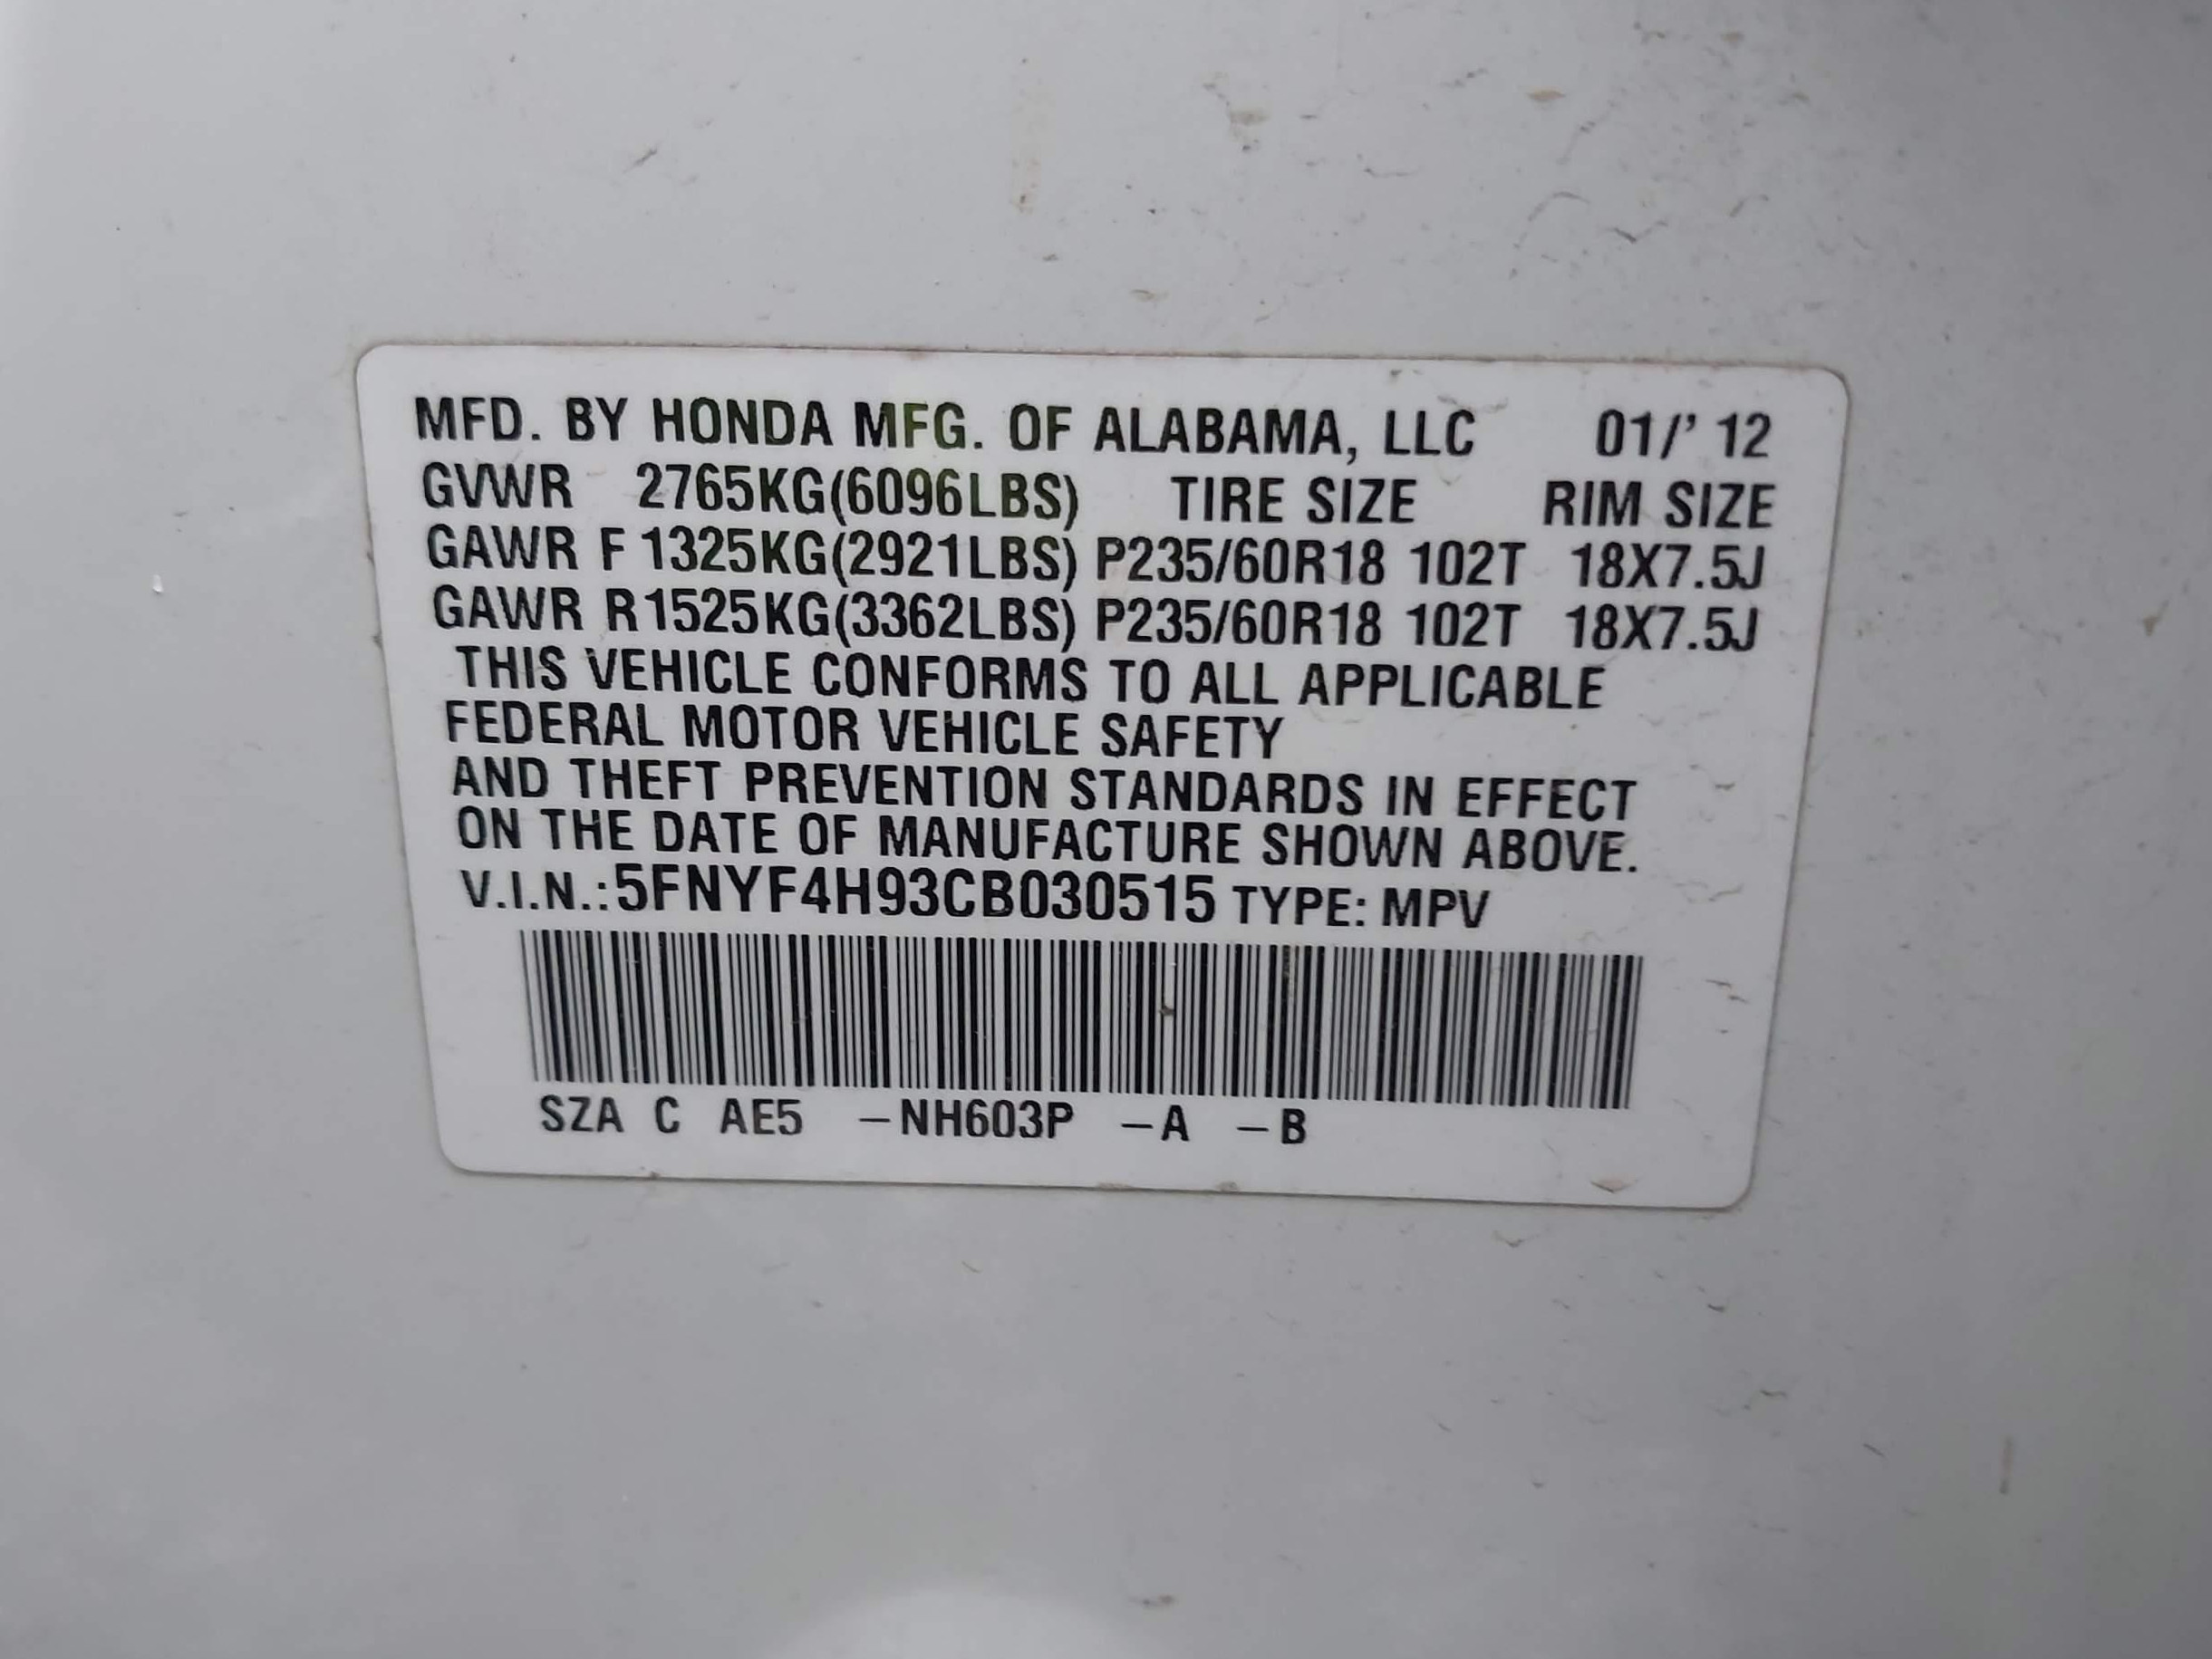 MFD. BY HONDA MFG. OF ALABAMA, LLC 01/' 12
GVWR 2765KG(6096LBS) TIRE SIZE RIM SIZE
GAWR F 1325KG(2921LBS) P235/60R18 102T 18X7.5J
GAWR R1525KG(3362LBS) P235/60R18 102T 18X7.5J
THIS VEHICLE CONFORMS TO ALL APPLICABLE
FEDERAL MOTOR VEHICLE SAFETY
AND THEFT PREVENTION STANDARDS IN EFFECT
ON THE DATE OF MANUFACTURE SHOWN ABOVE.
V.I.N.:5FNYF4H93CB030515 TYPE: MPV
SZA C AE5 –NH603P –A –B